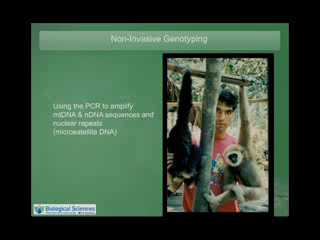 Non-Invasive Genotyping
Using the PCR to amplify
mtDNA & nDNA sequences and
nuclear repeats
(microsatellite DNA)
Biological Sciences